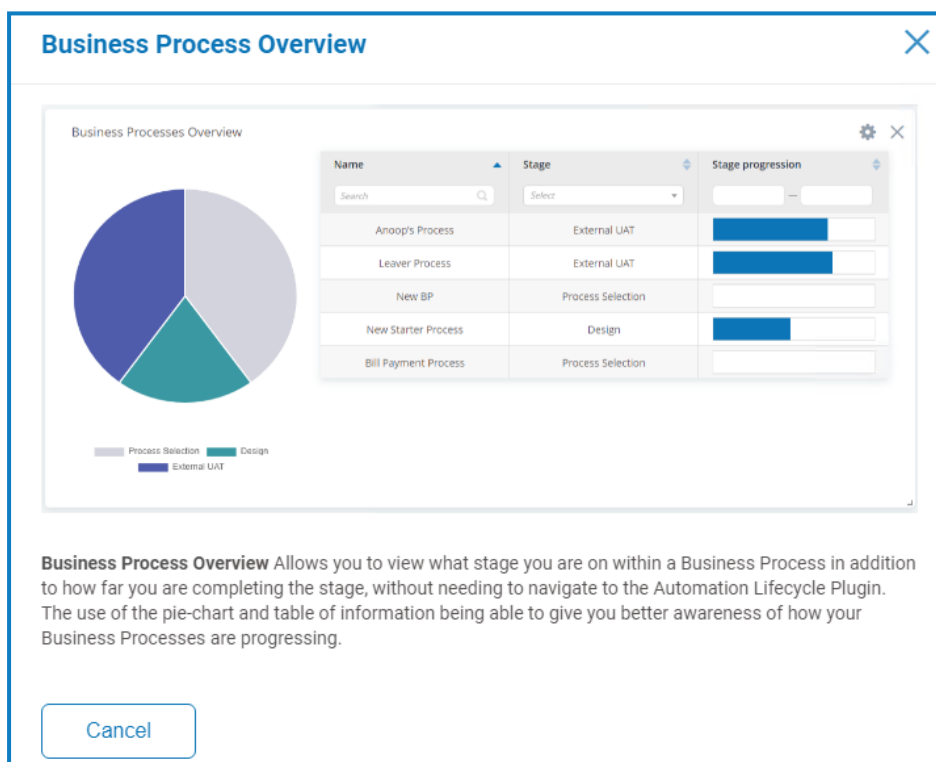 Business Process Overview
Business Processes Overview
Name Stage Stage progression
Search Select —
Anoop's Process External UAT
Leaver Process External UAT
New BP Process Selection
New Starter Process Design
Bill Payment Process Process Selection
Process Selection Design
External UAT
Business Process Overview Allows you to view what stage you are on within a Business Process in addition
to how far you are completing the stage, without needing to navigate to the Automation Lifecycle Plugin.
The use of the pie-chart and table of information being able to give you better awareness of how your
Business Processes are progressing.
Cancel